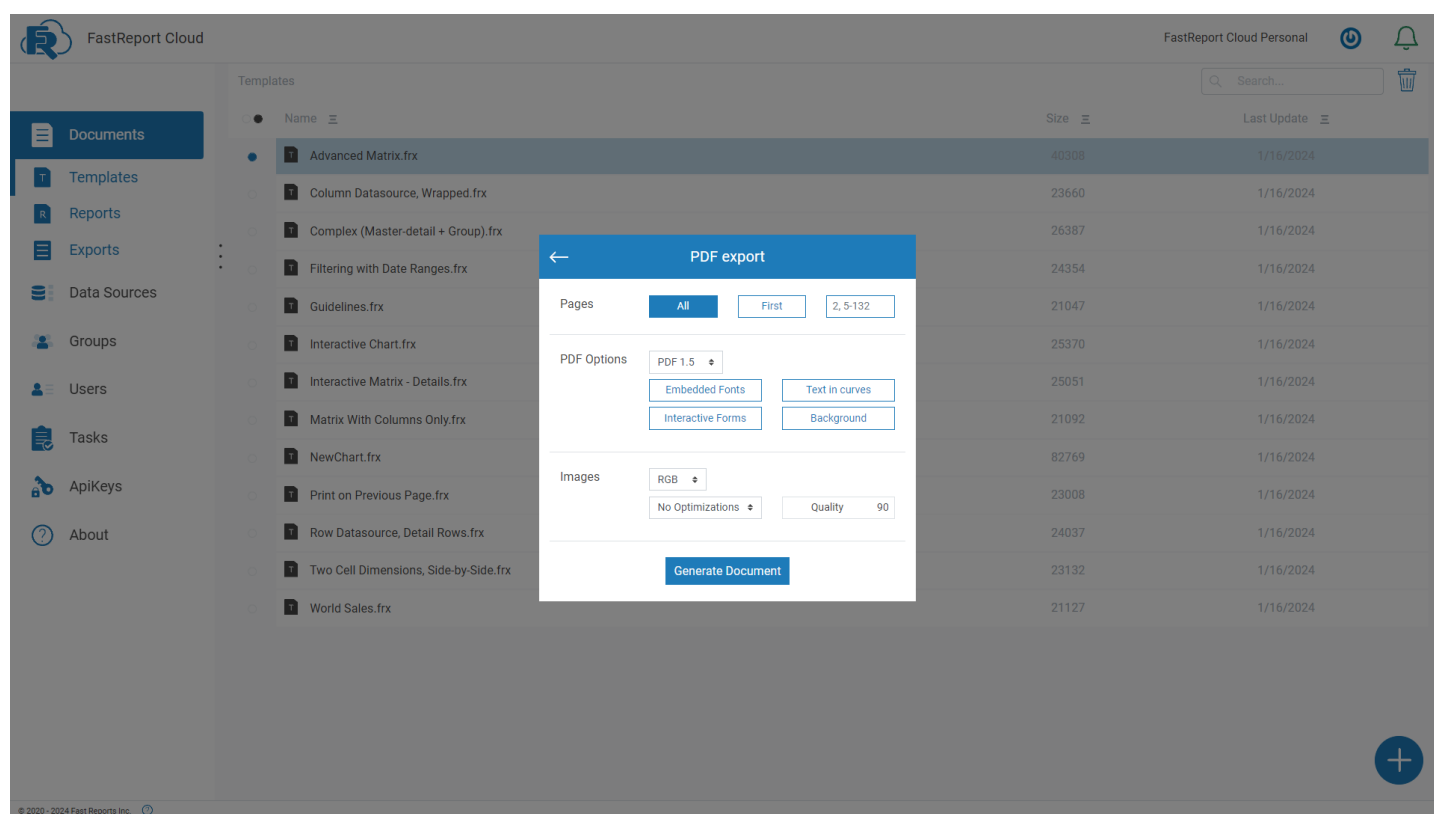 FastReport Cloud
FastReport Cloud Personal
Templates
Search...
Name
Size
Last Update
Documents
Templates
Reports
Exports
Data Sources
Groups
Users
Tasks
ApiKeys
About
Advanced Matrix.frx 40308 1/16/2024
Column Datasource, Wrapped.frx 23660 1/16/2024
Complex (Master-detail + Group).frx 26387 1/16/2024
Filtering with Date Ranges.frx 24354 1/16/2024
Guidelines.frx 21047 1/16/2024
Interactive Chart.frx 25370 1/16/2024
Interactive Matrix - Details.frx 25051 1/16/2024
Matrix With Columns Only.frx 21092 1/16/2024
NewChart.frx 82769 1/16/2024
Print on Previous Page.frx 23008 1/16/2024
Row Datasource, Detail Rows.frx 24037 1/16/2024
Two Cell Dimensions, Side-by-Side.frx 23132 1/16/2024
World Sales.frx 21127 1/16/2024
PDF export
Pages All First 2, 5-132
PDF Options PDF 1.5
Embedded Fonts Text in curves
Interactive Forms Background
Images RGB
No Optimizations Quality 90
Generate Document
© 2020 - 2024 Fast Reports Inc.